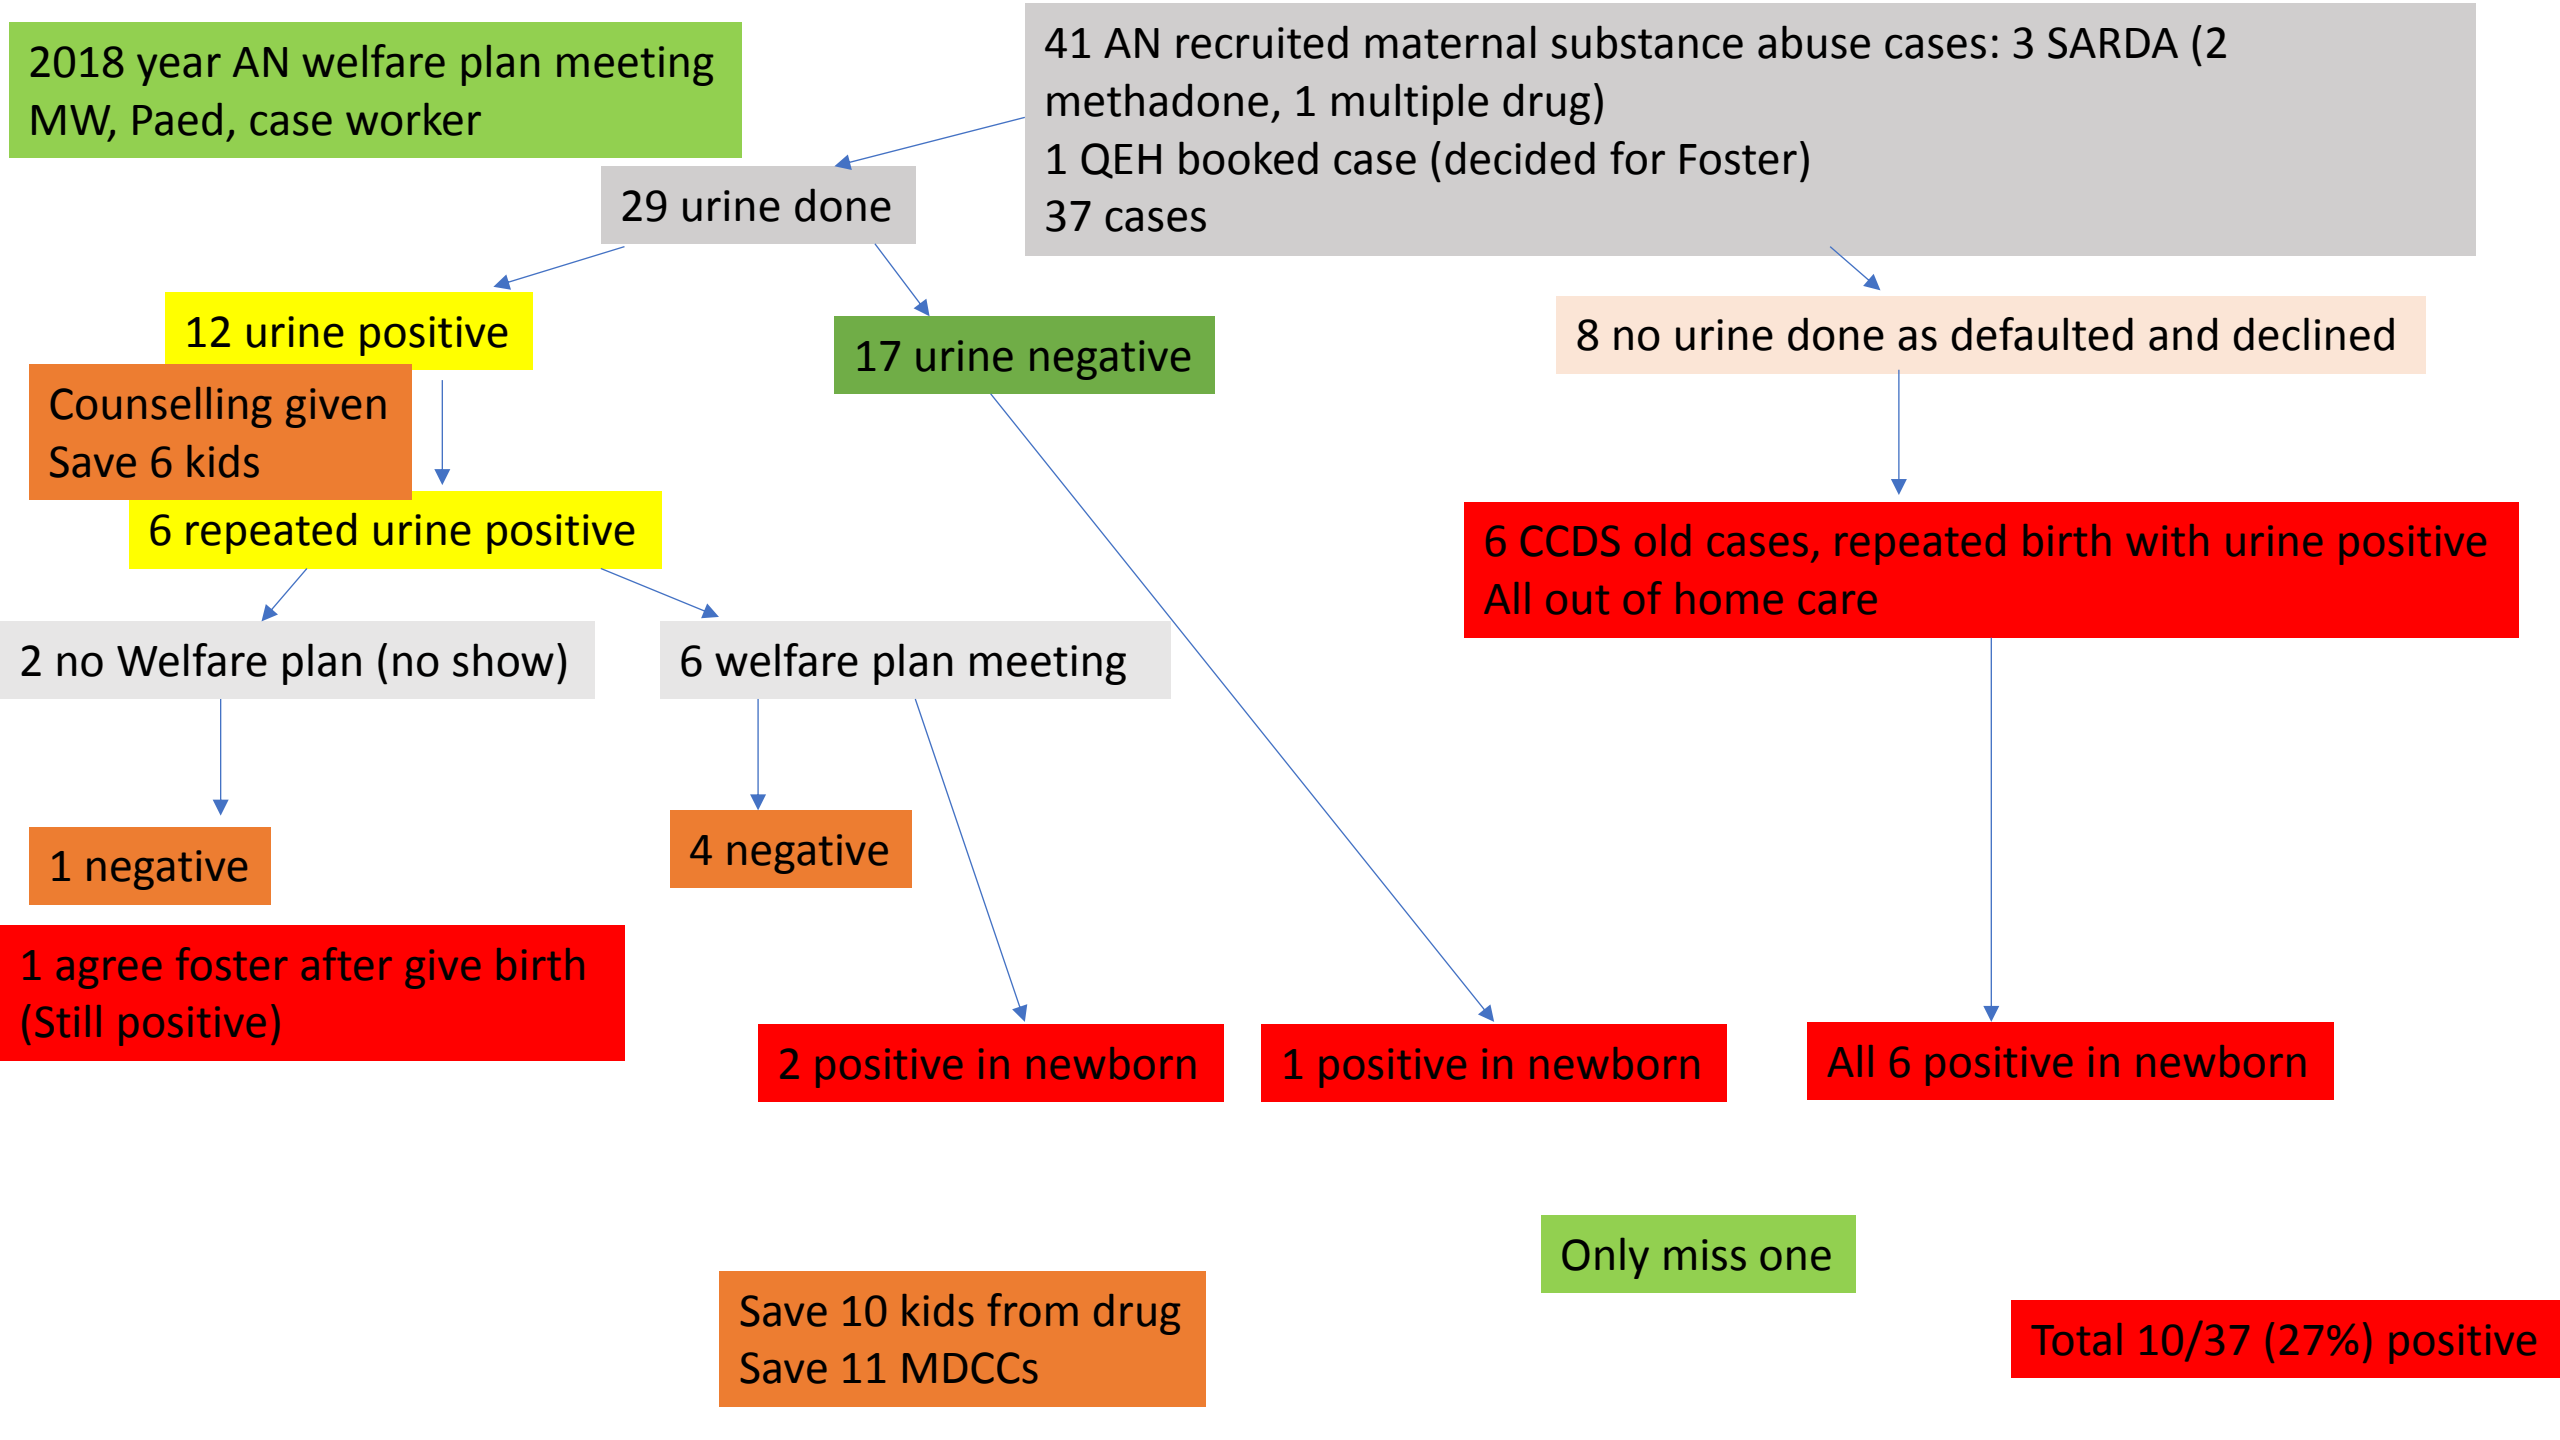 2018 year AN welfare plan meeting
MW, Paed, case worker
41 AN recruited maternal substance abuse cases: 3 SARDA (2
methadone, 1 multiple drug)
1 QEH booked case (decided for Foster)
37 cases
29 urine done
12 urine positive
17 urine negative
8 no urine done as defaulted and declined
Counselling given
Save 6 kids
6 repeated urine positive
6 CCDS old cases, repeated birth with urine positive
All out of home care
2 no Welfare plan (no show)
6 welfare plan meeting
1 negative
4 negative
1 agree foster after give birth
(Still positive)
2 positive in newborn
1 positive in newborn
All 6 positive in newborn
Only miss one
Save 10 kids from drug
Save 11 MDCCs
Total 10/37 (27%) positive